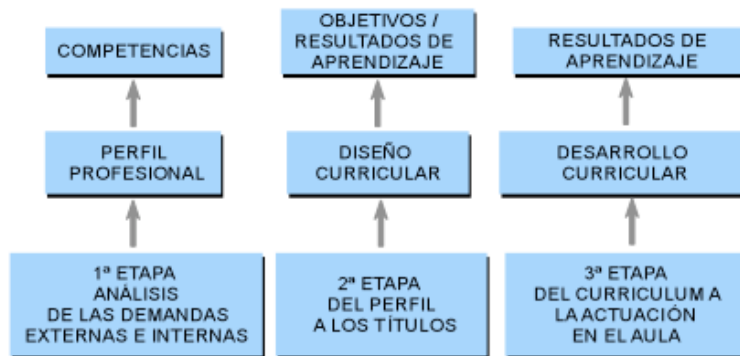 COMPETENCIAS
OBJETIVOS /
RESULTADOS DE
APRENDIZAJE
RESULTADOS DE
APRENDIZAJE
PERFIL
PROFESIONAL
DISEÑO
CURRICULAR
DESARROLLO
CURRICULAR
1ª ETAPA
ANÁLISIS
DE LAS DEMANDAS
EXTERNAS E INTERNAS
2ª ETAPA
DEL PERFIL
A LOS TÍTULOS
3ª ETAPA
DEL CURRICULUM A
LA ACTUACIÓN
EN EL AULA